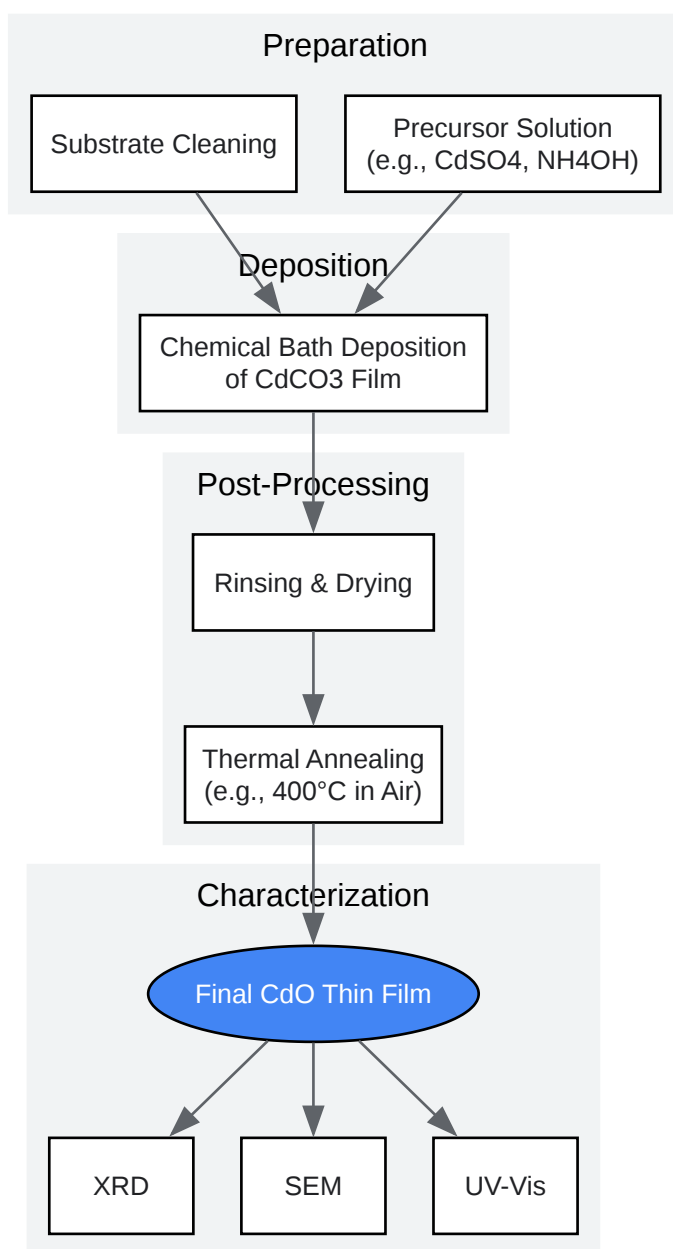 Preparation
Substrate Cleaning
Precursor Solution
(e.g., CdSO4, NH4OH)
Deposition
Chemical Bath Deposition
of CdCO3 Film
Post-Processing
Rinsing & Drying
Thermal Annealing
(e.g., 400°C in Air)
Characterization
Final CdO Thin Film
XRD
SEM
UV-Vis